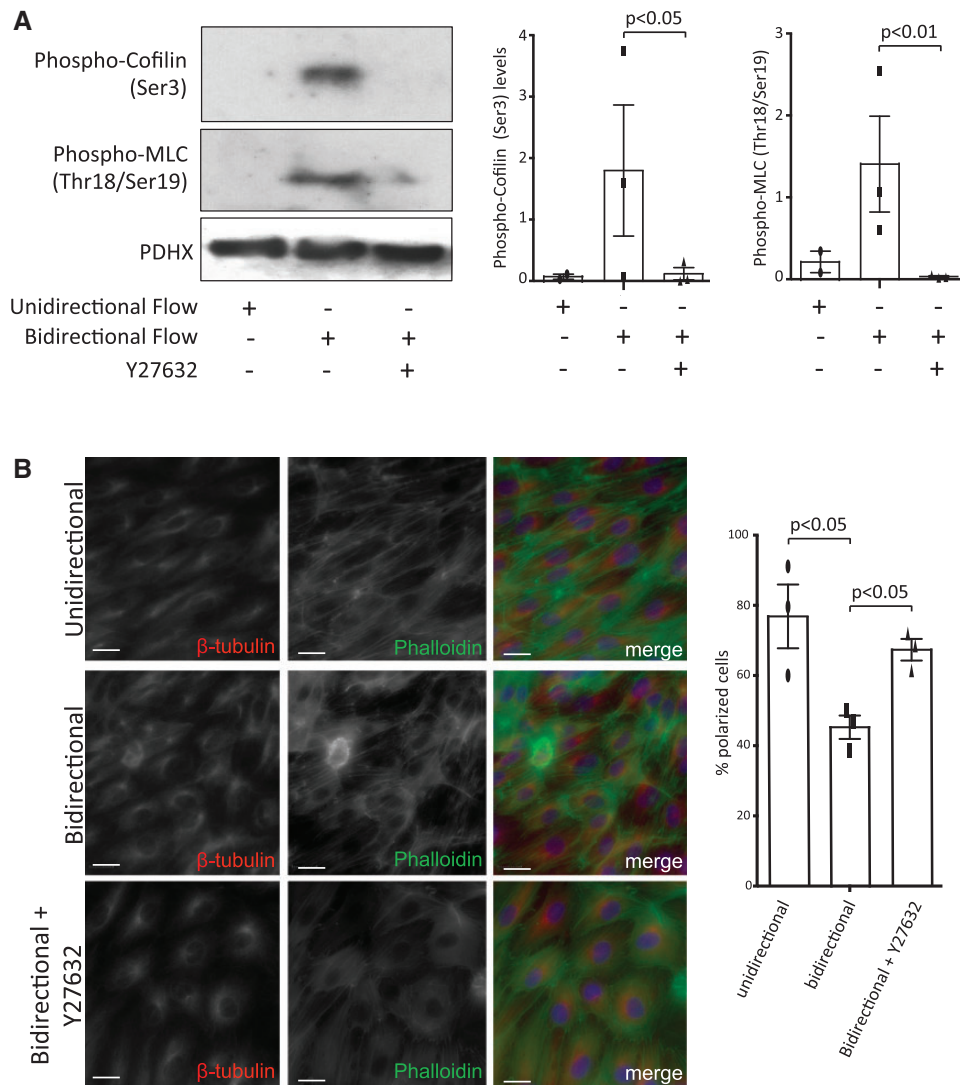 A
Phospho-Cofilin
(Ser3)
Phospho-MLC
(Thr18/Ser19)
PDHX
Unidirectional Flow + - -
Bidirectional Flow - + +
Y27632 - - +
Phospho-Cofilin (Ser3) levels
4
3
2
1
0
p<0.05
+ - -
- + +
- - +
Phospho-MLC (Thr18/Ser19)
3
2
1
0
p<0.01
+ - -
- + +
- - +
B
Unidirectional
β-tubulin
Phalloidin
merge
Bidirectional
β-tubulin
Phalloidin
merge
Bidirectional +
Y27632
β-tubulin
Phalloidin
merge
% polarized cells
100
80
60
40
20
0
p<0.05
p<0.05
unidirectional
bidirectional
Bidirectional + Y27632